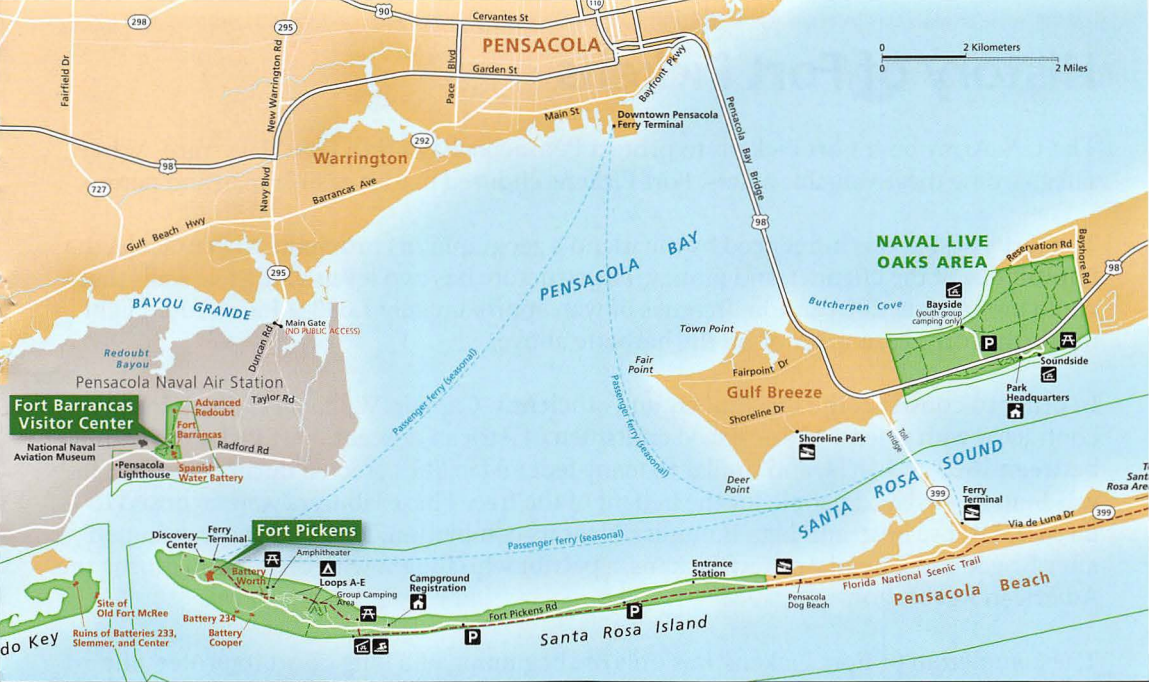 90
110
298
295
Cervantes St
PENSACOLA
0
2 Kilometers
0
2 Miles
Fairfield Dr
New Warrington Rd
Pace Blvd
Garden St
Bayfront Pkwy
Main St
Downtown Pensacola
Ferry Terminal
Pensacola Bay Bridge
292
Warrington
98
727
Navy Blvd
Barrancas Ave
Gulf Beach Hwy
98
NAVAL LIVE
OAKS AREA
Reservation Rd
Bayshore Rd
98
PENSACOLA BAY
295
BAYOU GRANDE
Butcherpen Cove
Bayside
(youth group
camping only)
P
Main Gate
(NO PUBLIC ACCESS)
Duncan Rd
Town Point
Redoubt
Bayou
Passenger ferry (seasonal)
Passenger ferry (seasonal)
Fair
Point
Fairpoint Dr
Soundside
Pensacola Naval Air Station
Gulf Breeze
Park
Headquarters
Taylor Rd
Fort Barrancas
Visitor Center
Advanced
Redoubt
Fort
Barrancas
Shoreline Dr
Radford Rd
National Naval
Aviation Museum
Shoreline Park
Toll
bridge
Pensacola
Lighthouse
Spanish
Water Battery
Deer
Point
SANTA ROSA SOUND
399
Ferry
Terminal
399
Via de Luna Dr
To
Santa
Rosa Are
Fort Pickens
Discovery
Center
Ferry
Terminal
Passenger ferry (seasonal)
Amphitheater
Battery
Worth
Loops A-E
Group Camping
Area
Campground
Registration
Entrance
Station
Florida National Scenic Trail
Pensacola
Dog Beach
Pensacola Beach
Site of
Old Fort McRee
Battery 234
Battery
Cooper
Fort Pickens Rd
P
P
Ruins of Batteries 233,
Slemmer, and Center
Santa Rosa Island
do Key